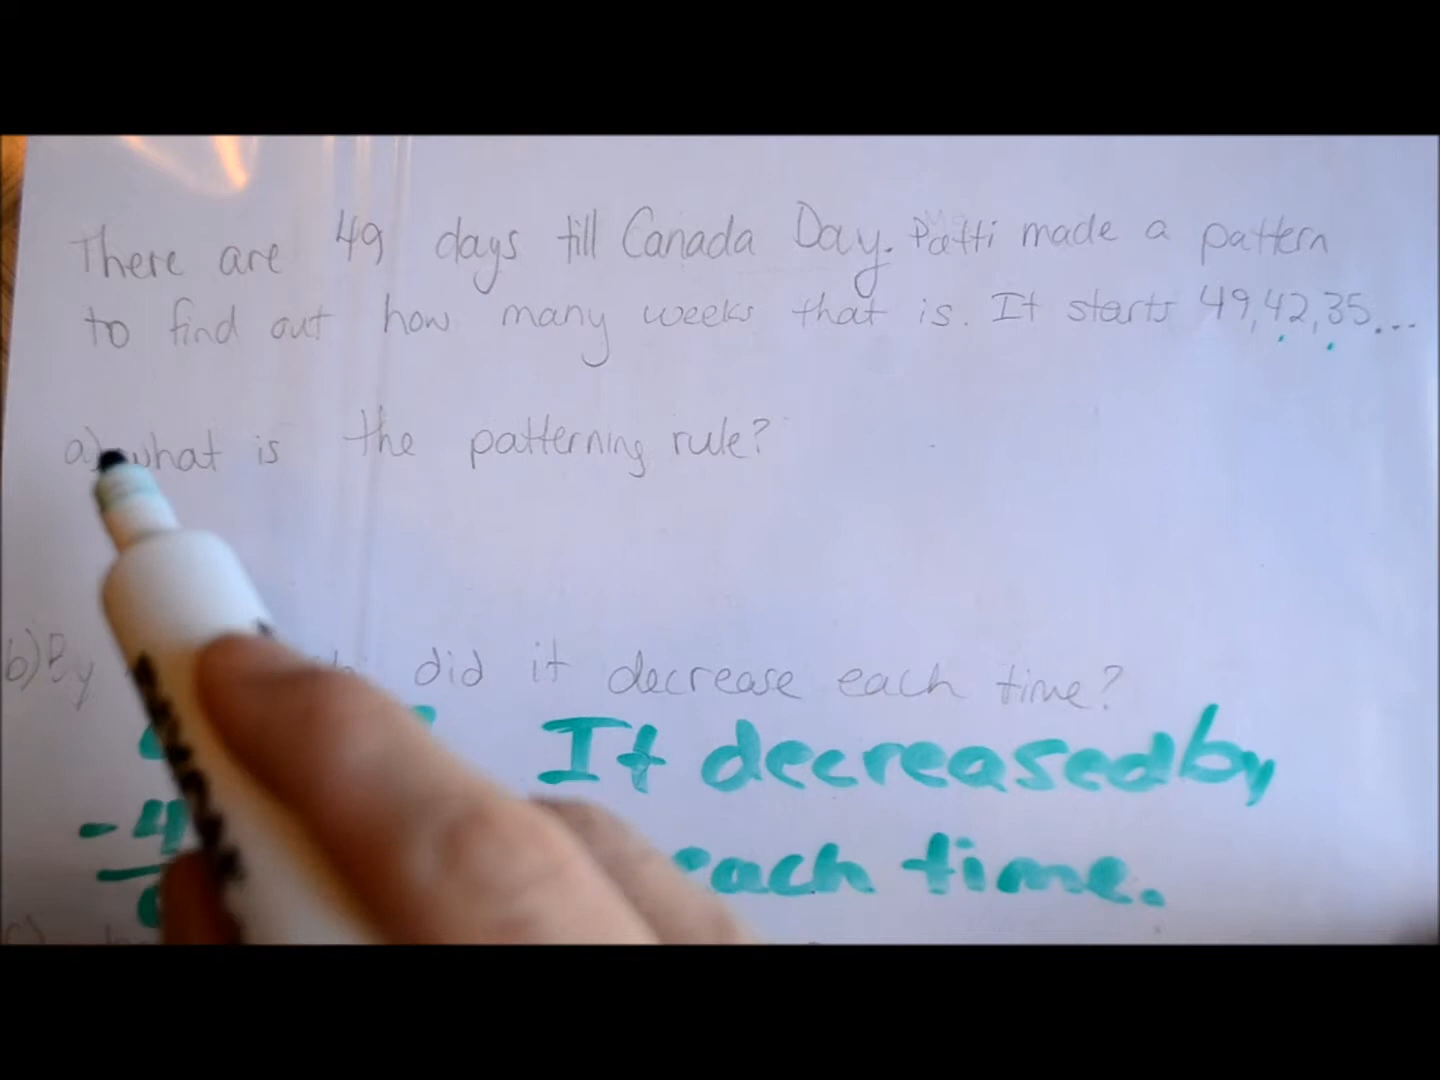 There are 49 days till Canada Day. Patti made a pattern
to find out how many weeks that is. It starts 49,42,35...
a) what is the patterning rule?
b) By did it decrease each time?
It decreased by
- 4 each time.